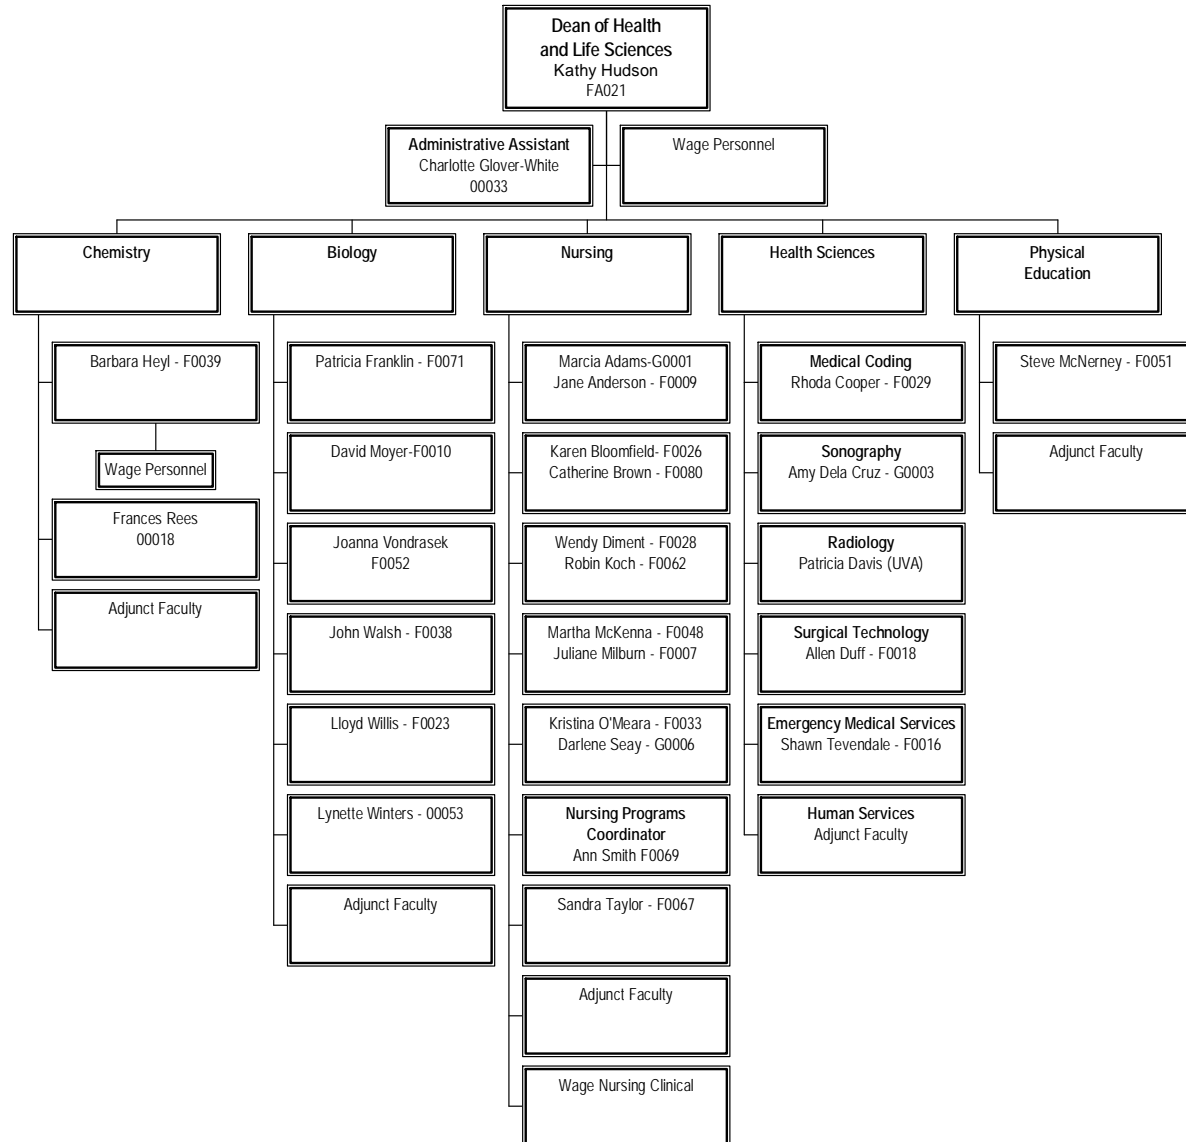 Dean of Health
and Life Sciences
Kathy Hudson
FA021
Administrative Assistant
Charlotte Glover-White
00033
Wage Personnel
Chemistry
Biology
Nursing
Health Sciences
Physical
Education
Barbara Heyl - F0039
Wage Personnel
Frances Rees
00018
Adjunct Faculty
Patricia Franklin - F0071
David Moyer-F0010
Joanna Vondrasek
F0052
John Walsh - F0038
Lloyd Willis - F0023
Lynette Winters - 00053
Adjunct Faculty
Marcia Adams-G0001
Jane Anderson - F0009
Karen Bloomfield- F0026
Catherine Brown - F0080
Wendy Diment - F0028
Robin Koch - F0062
Martha McKenna - F0048
Juliane Milburn - F0007
Kristina O'Meara - F0033
Darlene Seay - G0006
Nursing Programs
Coordinator
Ann Smith F0069
Sandra Taylor - F0067
Adjunct Faculty
Wage Nursing Clinical
Medical Coding
Rhoda Cooper - F0029
Sonography
Amy Dela Cruz - G0003
Radiology
Patricia Davis (UVA)
Surgical Technology
Allen Duff - F0018
Emergency Medical Services
Shawn Tevendale - F0016
Human Services
Adjunct Faculty
Steve McNerney - F0051
Adjunct Faculty